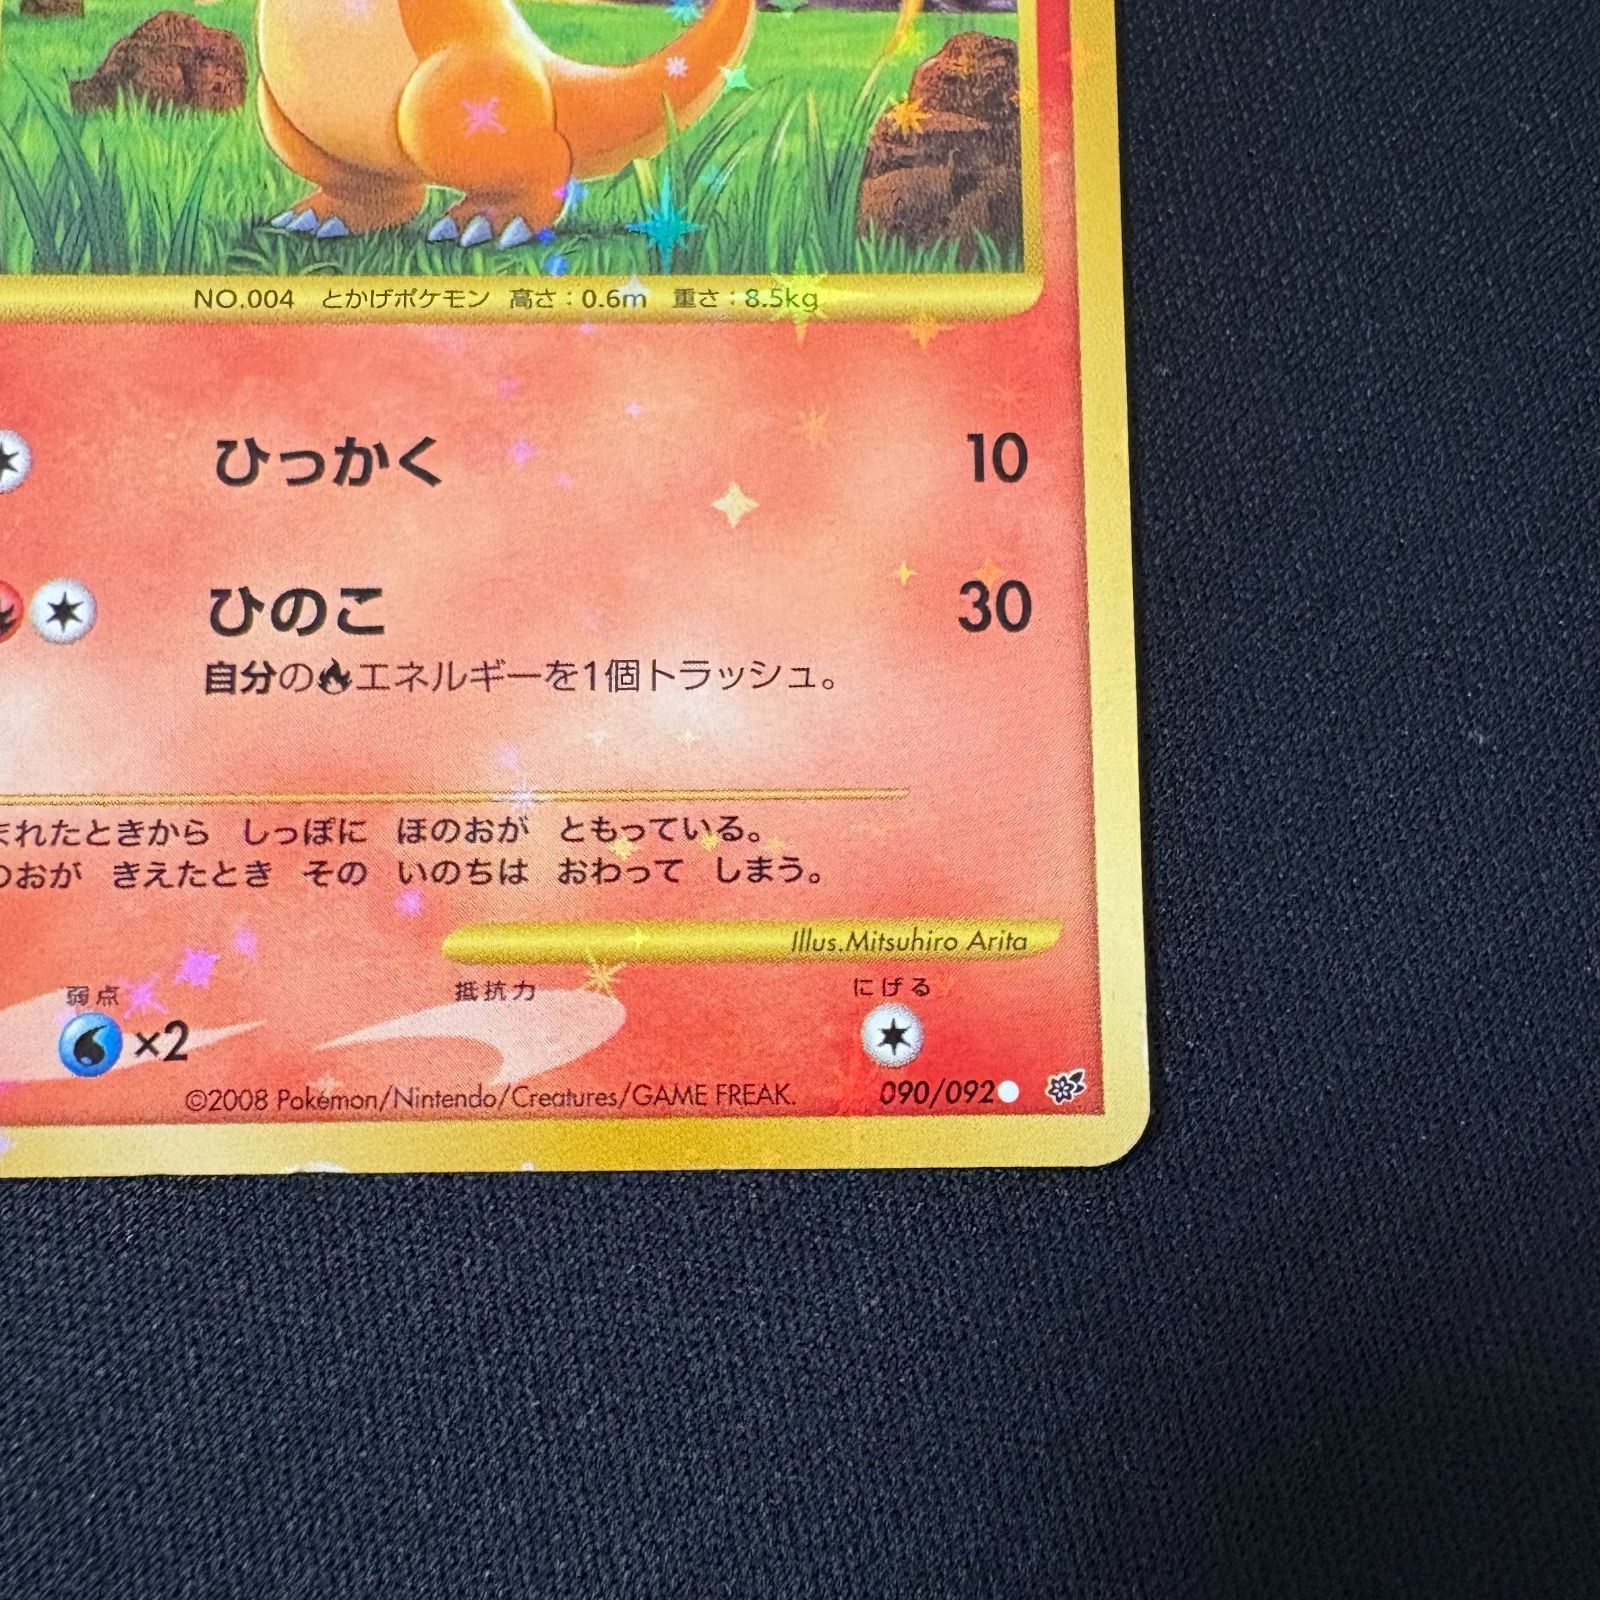 NO.004 とかげポケモン 高さ：0.6m 重さ：8.5kg
ひっかく 10
ひのこ 30
自分のエネルギーを1個トラッシュ。
まれたときから しっぽに ほのおが ともっている。
のおが きえたとき その いのちは おわって しまう。
Illus.Mitsuhiro Arita
弱点 抵抗力 にげる
×2
©2008 Pokémon/Nintendo/Creatures/GAME FREAK. 090/092